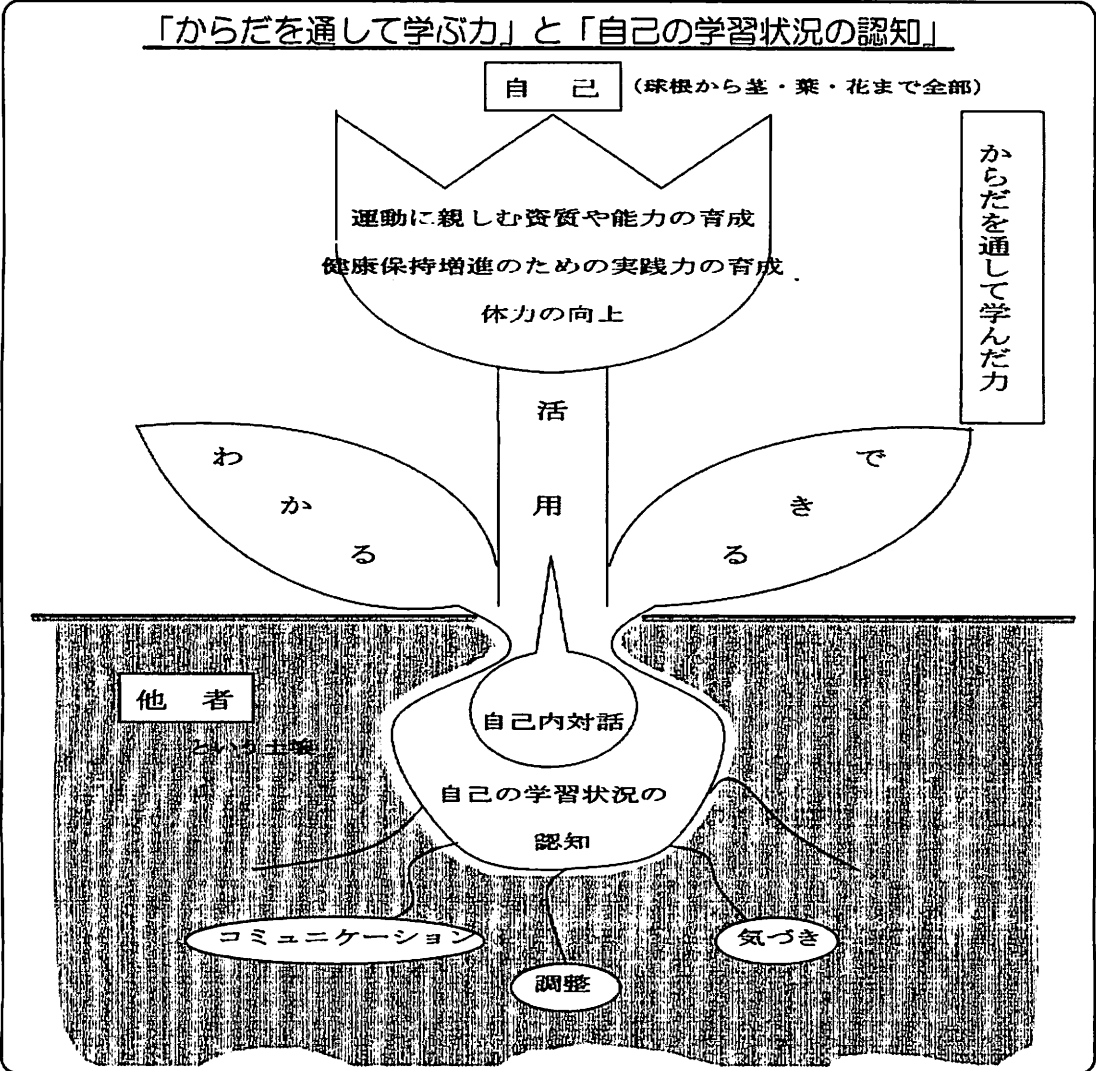 「からだを通して学ぶ力」と「自己の学習状況の認知」
自 己 (球根から茎・葉・花まで全部)
からだを通して学んだ力
運動に親しむ資質や能力の育成
健康保持増進のための実践力の育成
体力の向上
活用
わかる
できる
他 者
という土壌
自己内対話
自己の学習状況の
認知
コミュニケーション
気づき
調整